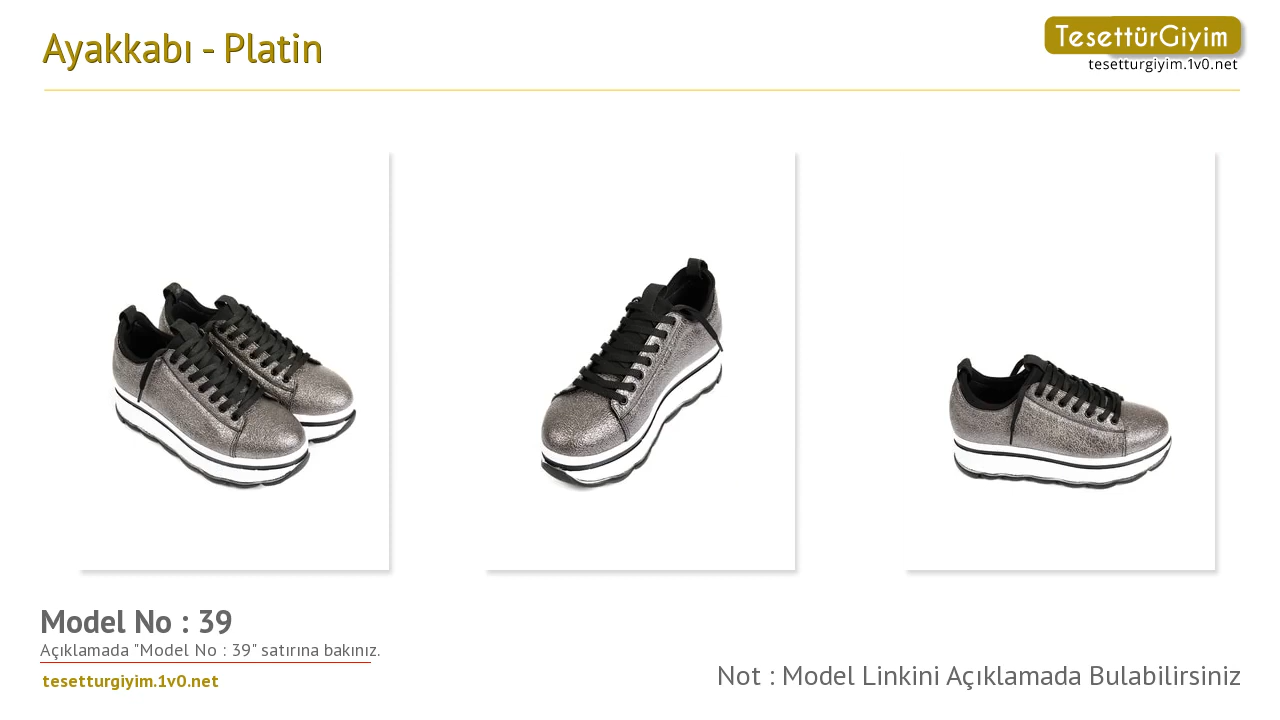 Ayakkabı - Platin
TesettürGiyim
tesetturgiyim.1v0.net
Model No : 39
Açıklamada "Model No : 39" satırına bakınız.
tesetturgiyim.1v0.net
Not : Model Linkini Açıklamada Bulabilirsiniz